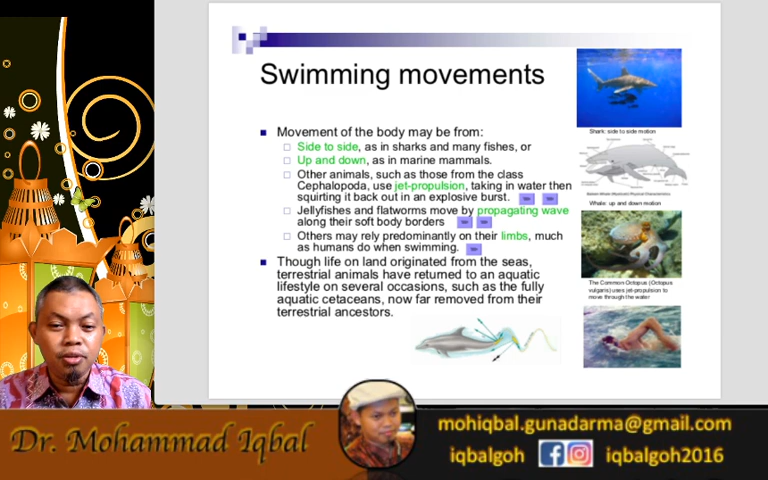 Swimming movements
Movement of the body may be from:
Side to side, as in sharks and many fishes, or
Up and down, as in marine mammals.
Other animals, such as those from the class
Cephalopoda, use jet-propulsion, taking in water then
squirting it back out in an explosive burst.
Jellyfishes and flatworms move by propagating wave
along their soft body borders
Others may rely predominantly on their limbs, much
as humans do when swimming.
Though life on land originated from the seas,
terrestrial animals have returned to an aquatic
lifestyle on several occasions, such as the fully
aquatic cetaceans, now far removed from their
terrestrial ancestors.
Shark: side to side motion
Whale: up and down motion
The Common Octopus (Octopus
vulgaris) uses jet-propulsion to
move through the water
Dr. Mohammad Iqbal
mohiqbal.gunadarma@gmail.com
iqbalgoh
iqbalgoh2016